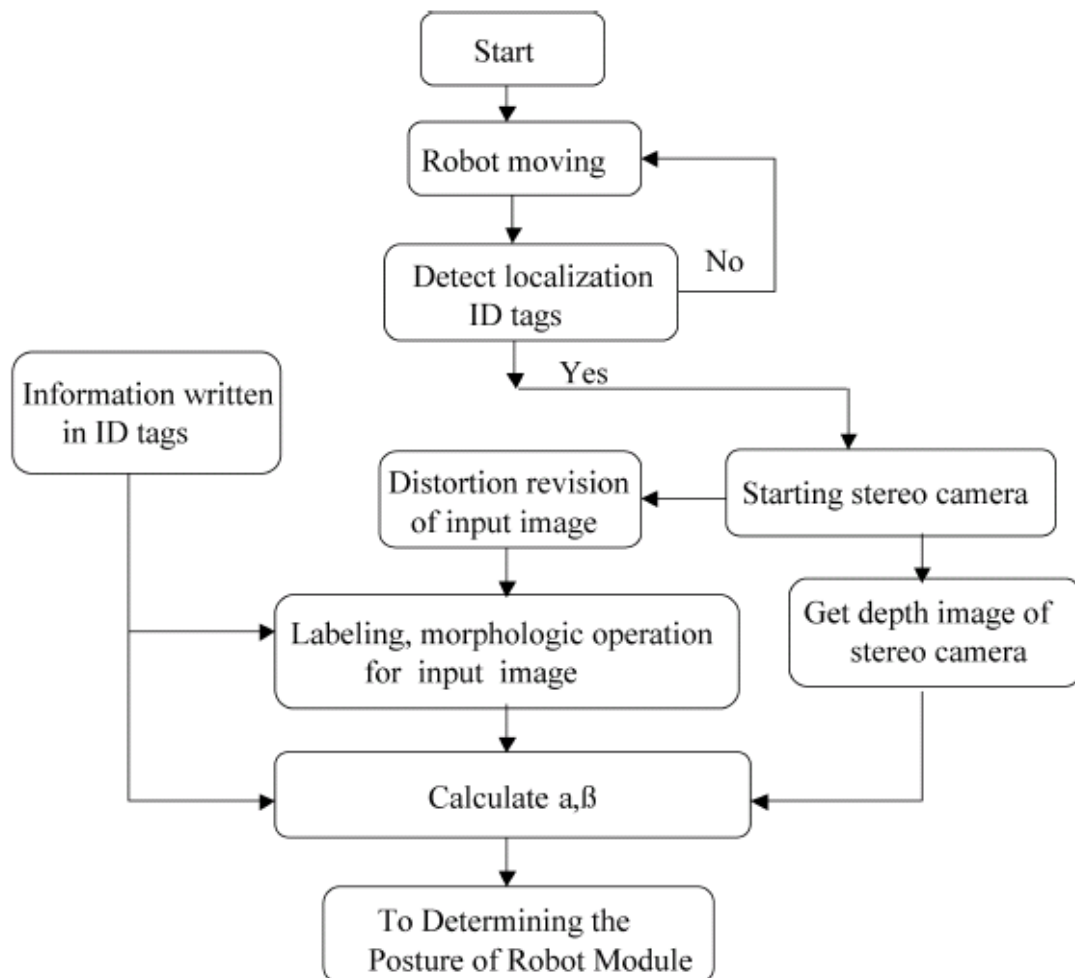 Start
Robot moving
Detect localization
ID tags
No
Yes
Information written
in ID tags
Distortion revision
of input image
Starting stereo camera
Labeling, morphologic operation
for input image
Get depth image of
stereo camera
Calculate a,ß
To Determining the
Posture of Robot Module